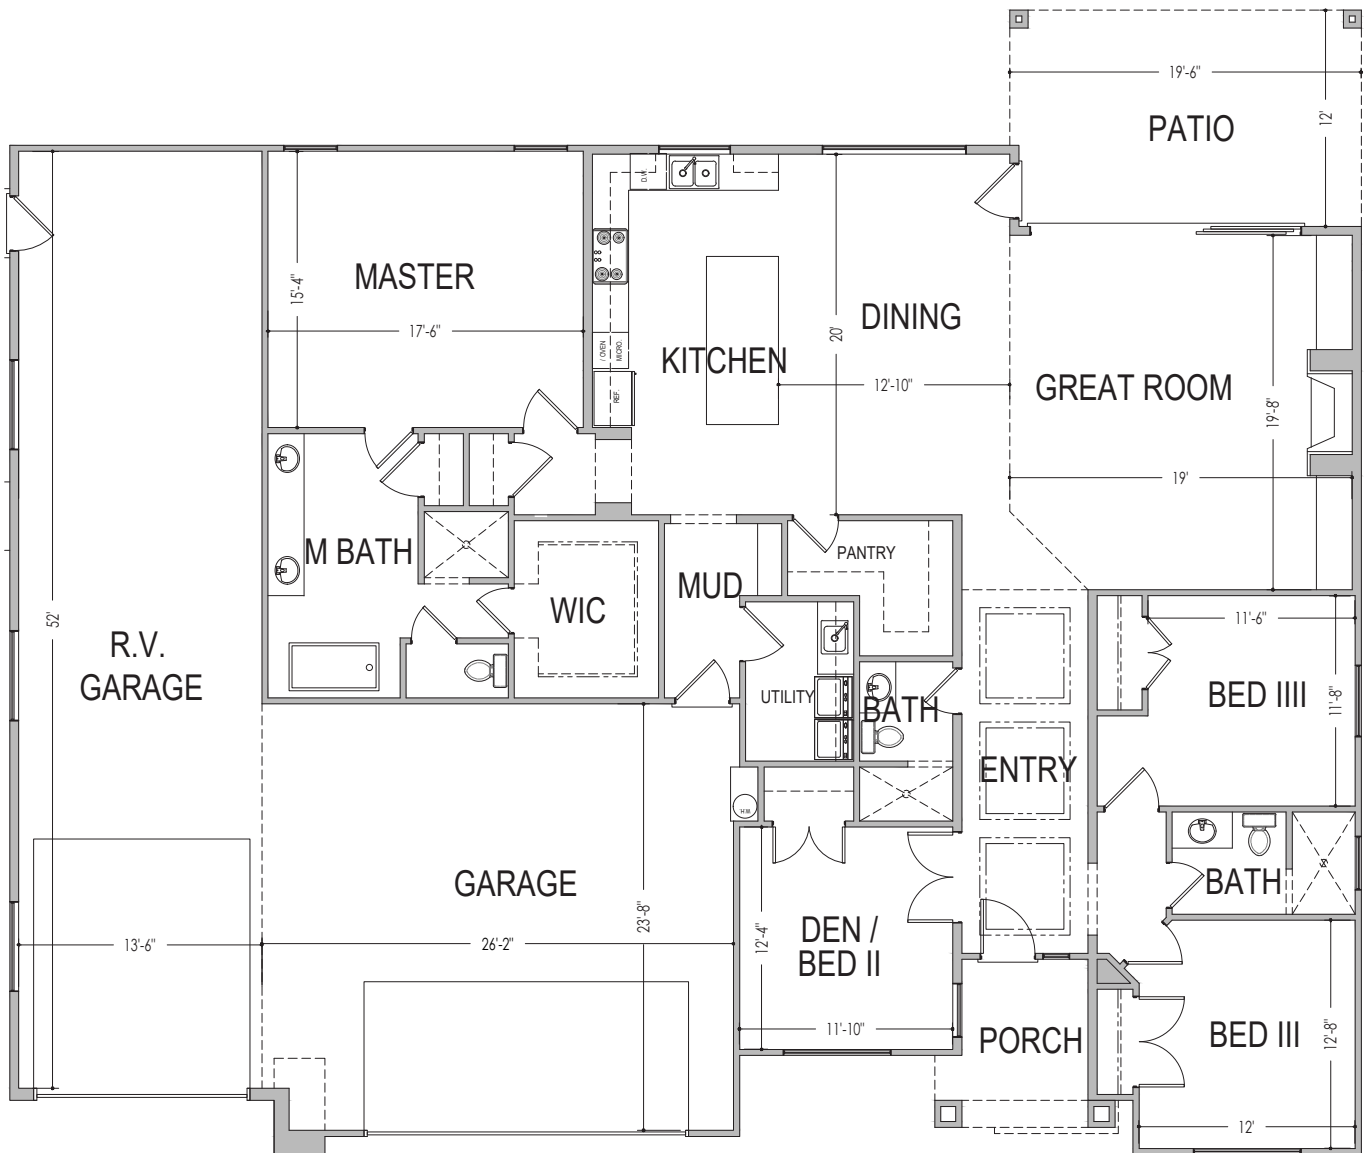 19'-6"
12'
PATIO
D.W.
MASTER
15'-4"
17'-6"
/ OVEN
MICRO.
REF.
KITCHEN
20'
DINING
12'-10"
GREAT ROOM
19'-8"
19'
52'
R.V.
GARAGE
13'-6"
M BATH
WIC
MUD
PANTRY
UTILITY
BATH
W.H.
ENTRY
11'-6"
BED IIII
11'-8"
BATH
GARAGE
26'-2"
23'-8"
DEN /
BED II
12'-4"
11'-10"
PORCH
BED III
12'-8"
12'